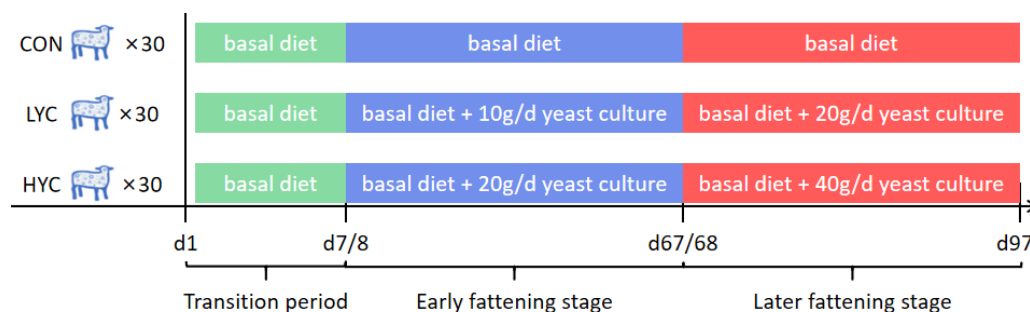 CON ×30 basal diet basal diet basal diet
LYC ×30 basal diet basal diet + 10g/d yeast culture basal diet + 20g/d yeast culture
HYC ×30 basal diet basal diet + 20g/d yeast culture basal diet + 40g/d yeast culture
d1 d7/8 d67/68 d97
Transition period Early fattening stage Later fattening stage